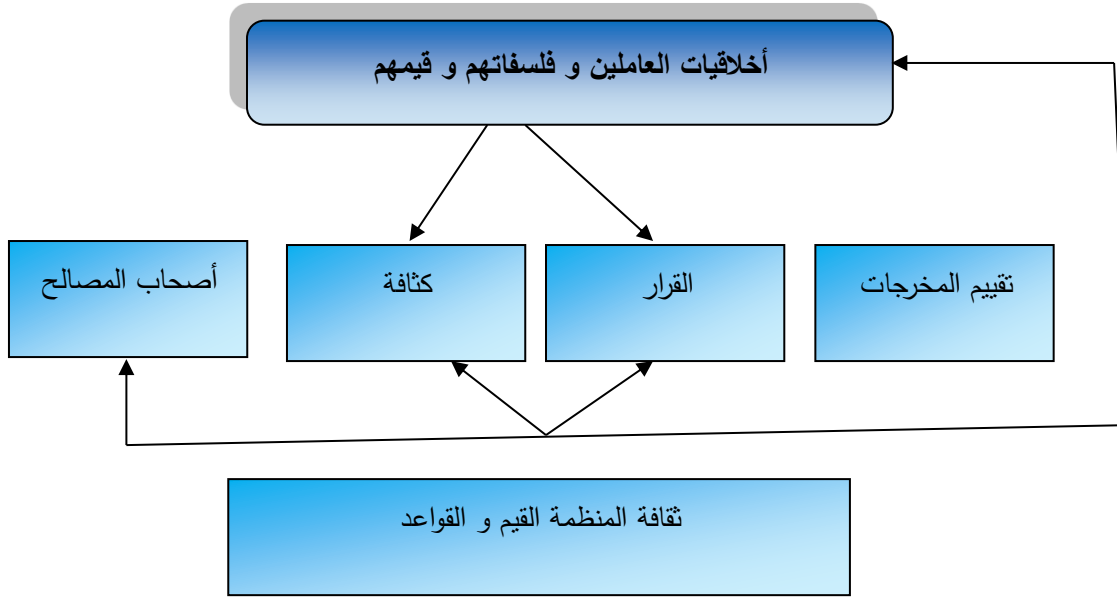 أخلاقيات العاملين و فلسفاتهم و قيمهم
تقييم المخرجات
القرار
كثافة
أصحاب المصالح
ثقافة المنظمة القيم و القواعد